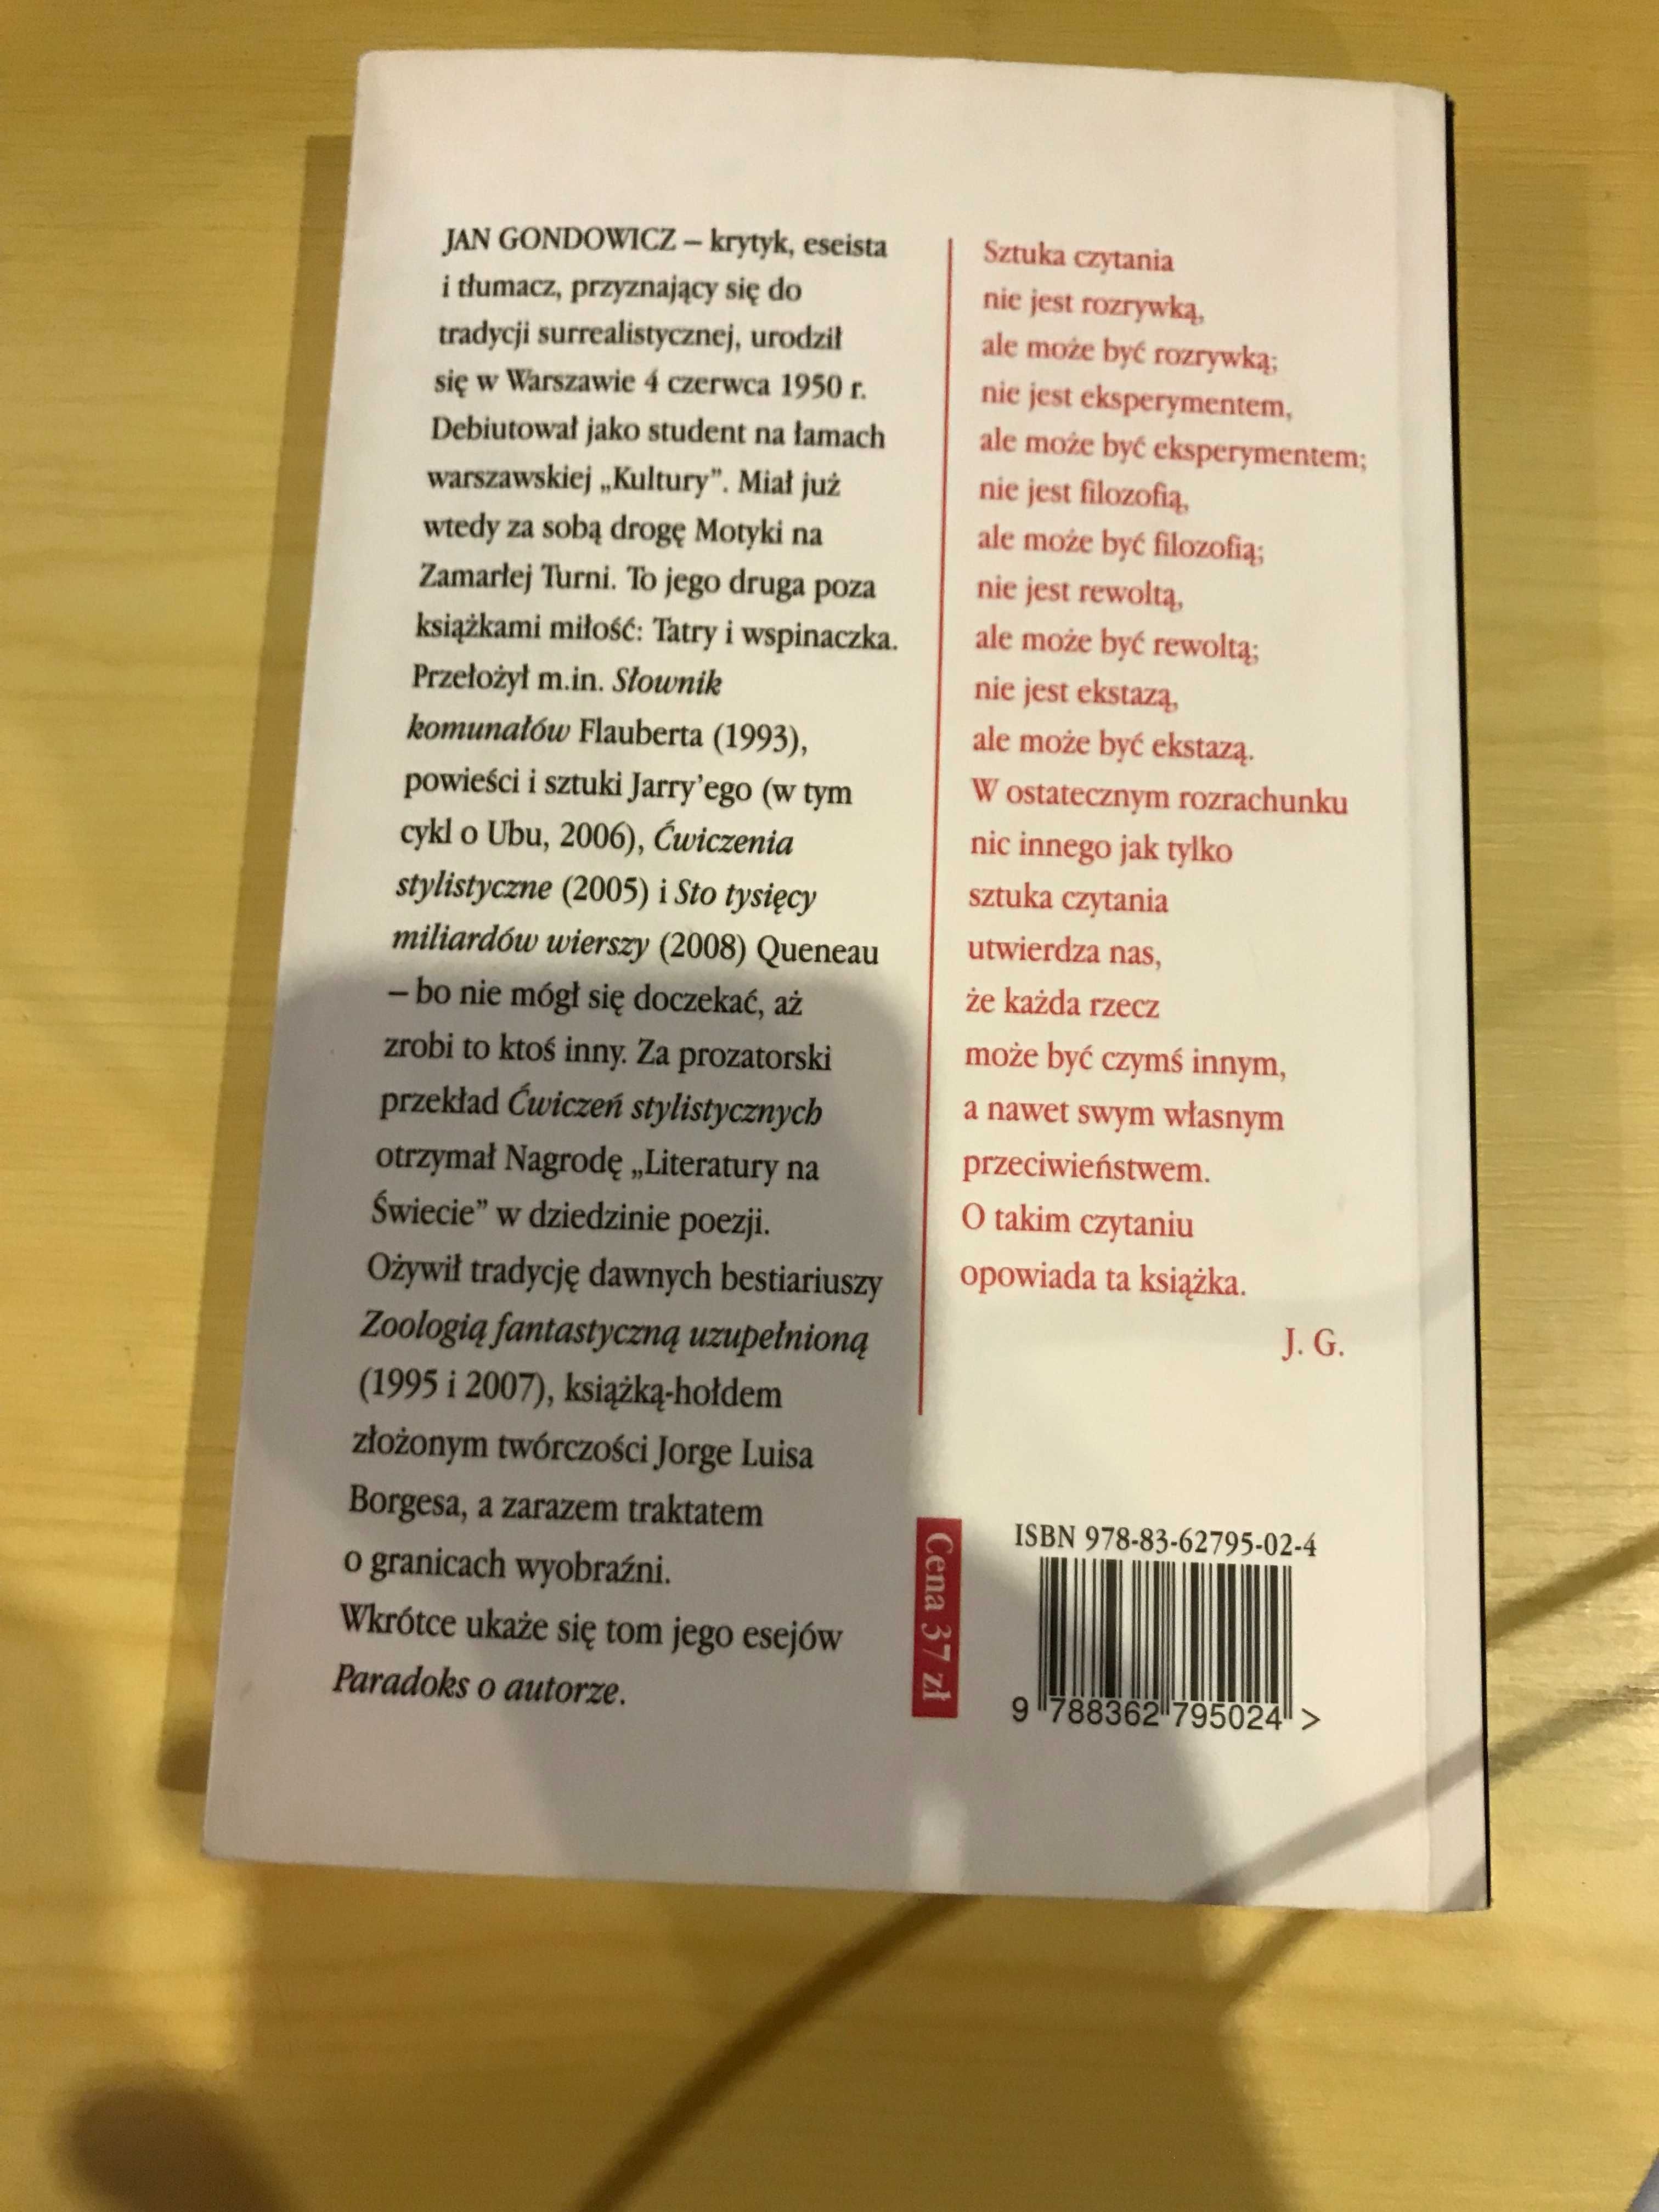 JAN GONDOWICZ – krytyk, eseista
i tłumacz, przyznający się do
tradycji surrealistycznej, urodził
się w Warszawie 4 czerwca 1950 r.
Debiutował jako student na łamach
warszawskiej „Kultury”. Miał już
wtedy za sobą drogę Motyki na
Zamarłej Turni. To jego druga poza
książkami miłość: Tatry i wspinaczka.
Przełożył m.in. Słownik
komunałów Flauberta (1993),
powieści i sztuki Jarry’ego (w tym
cykl o Ubu, 2006), Ćwiczenia
stylistyczne (2005) i Sto tysięcy
miliardów wierszy (2008) Queneau
– bo nie mógł się doczekać, aż
zrobi to ktoś inny. Za prozatorski
przekład Ćwiczeń stylistycznych
otrzymał Nagrodę „Literatury na
Świecie” w dziedzinie poezji.
Ożywił tradycję dawnych bestiariuszy
Zoologią fantastyczną uzupełnioną
(1995 i 2007), książką-hołdem
złożonym twórczości Jorge Luisa
Borgesa, a zarazem traktatem
o granicach wyobraźni.
Wkrótce ukaże się tom jego esejów
Paradoks o autorze.
Sztuka czytania
nie jest rozrywką,
ale może być rozrywką;
nie jest eksperymentem,
ale może być eksperymentem;
nie jest filozofią,
ale może być filozofią;
nie jest rewoltą,
ale może być rewoltą;
nie jest ekstazą,
ale może być ekstazą.
W ostatecznym rozrachunku
nic innego jak tylko
sztuka czytania
utwierdza nas,
że każda rzecz
może być czymś innym,
a nawet swym własnym
przeciwieństwem.
O takim czytaniu
opowiada ta książka.
J. G.
Cena 37 zł
ISBN 978-83-62795-02-4
9 788362 795024 >